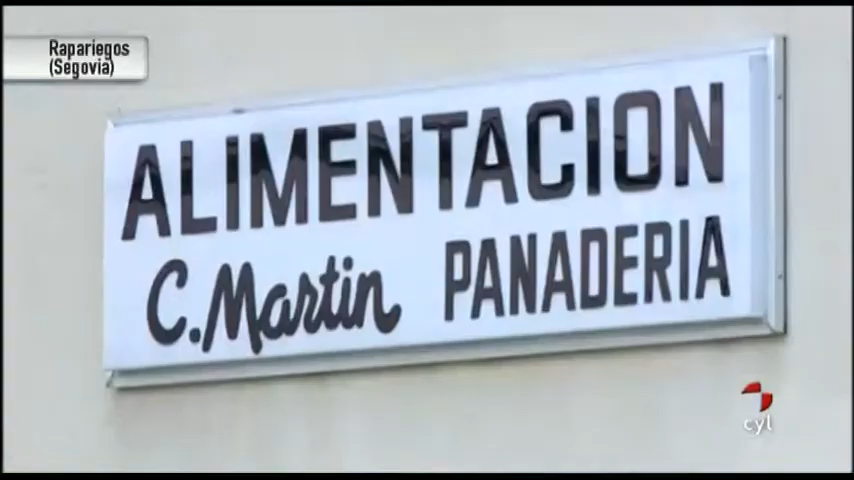 Rapariegos
(Segovia)
ALIMENTACION
C. Martin PANADERIA
cyl